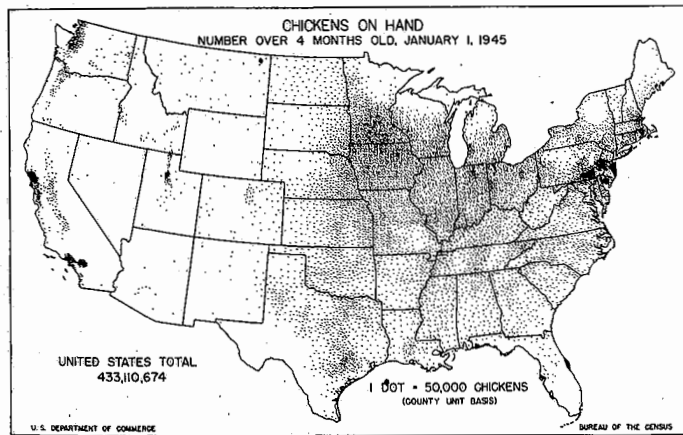 CHICKENS ON HAND
NUMBER OVER 4 MONTHS OLD, JANUARY 1, 1945
UNITED STATES TOTAL
433,110,674
1 DOT = 50,000 CHICKENS
(COUNTY UNIT BASIS)
U. S. DEPARTMENT OF COMMERCE
BUREAU OF THE CENSUS